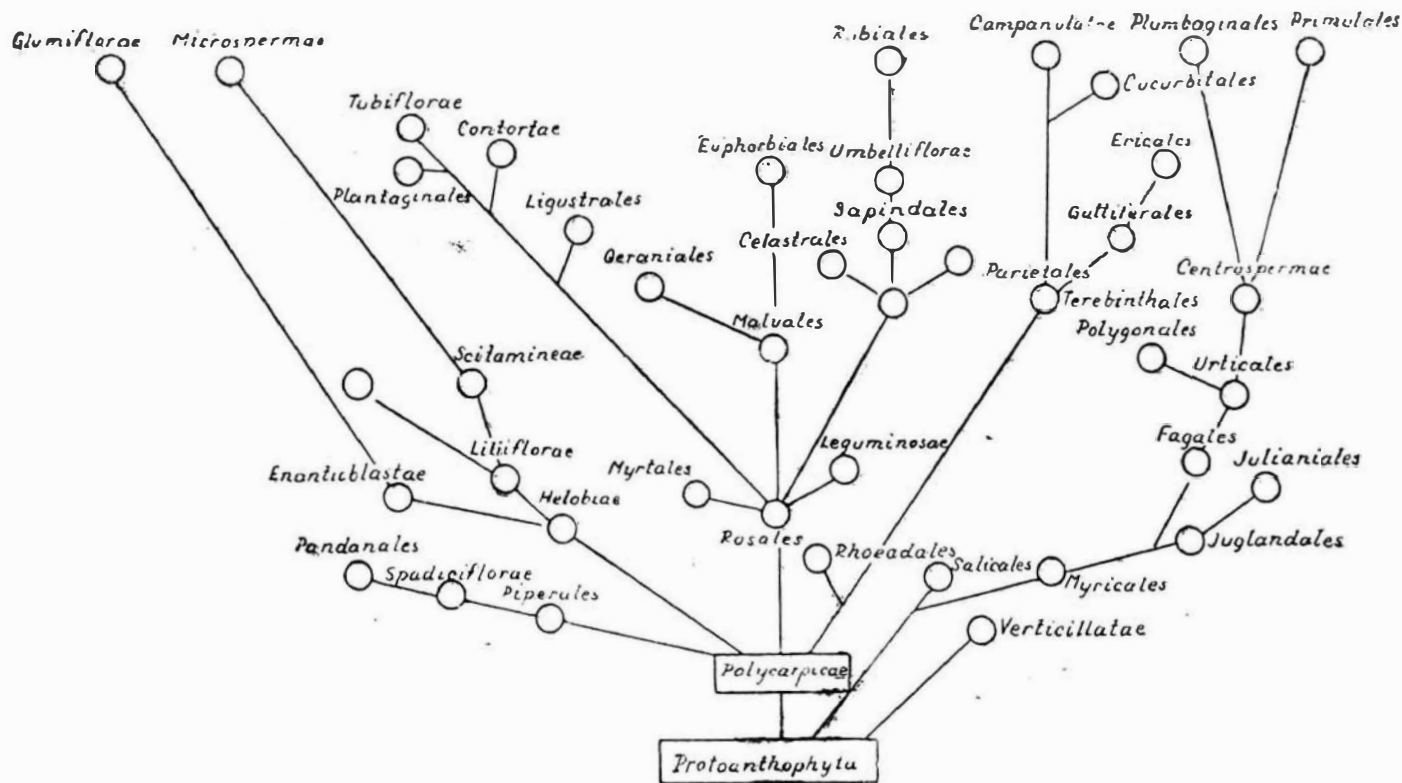 Glumiflorae
Microspermae
Rubiales
Campanulatae
Plumbaginales
Primulales
Tubiflorae
Contortae
Cucurbitales
Euphorbiales
Umbelliflorae
Ericales
Plantaginales
Ligustrales
Sapindales
Guttiferales
Geraniales
Celastrales
Parietales
Centrospermae
Terebinthales
Malvales
Polygonales
Scitamineae
Urticales
Liliiflorae
Leguminosae
Fagales
Enantioblastae
Myrtales
Julianiales
Helobiae
Rosales
Rhoeadales
Juglandales
Pandanales
Salicales
Spadiciflorae
Myricales
Piperales
Verticillatae
Polycarpicae
Protoanthophyta